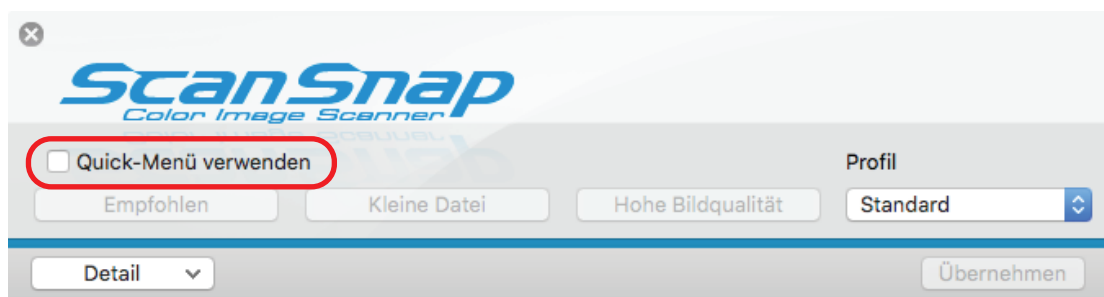 ScanSnap
Color Image Scanner
Quick-Menü verwenden
Profil
Empfohlen
Kleine Datei
Hohe Bildqualität
Standard
Detail
Übernehmen